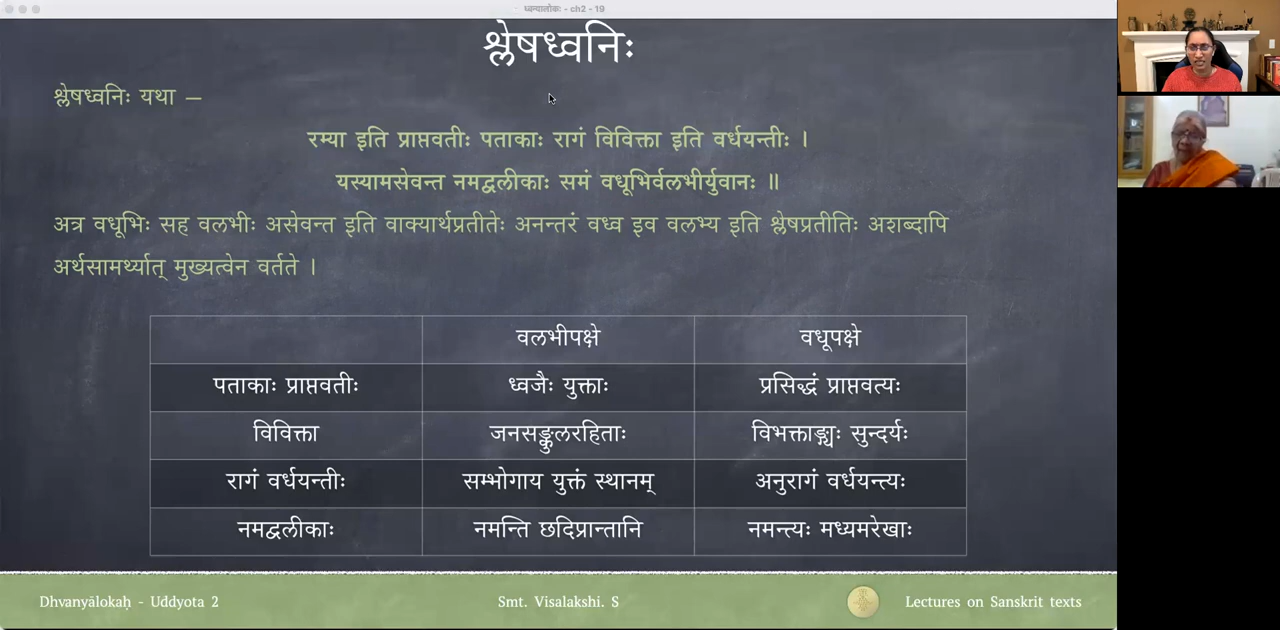 ध्वन्यालोकः - ch2 - 19
श्लेषध्वनिः
श्लेषध्वनिः यथा –
रम्या इति प्राप्तवतीः पताकाः रागं विविक्ता इति वर्धयन्तीः ।
यस्यामसेवन्त नमद्वलीकाः समं वधूभिर्वलभीर्युवानः ॥
अत्र वधूभिः सह वलभीः असेवन्त इति वाक्यार्थप्रतीतेः अनन्तरं वध्व इव वलभ्य इति श्लेषप्रतीतिः अशब्दापि
अर्थसामर्थ्यात् मुख्यत्वेन वर्तते ।
वलभीपक्षे वधूपक्षे
पताकाः प्राप्तवतीः ध्वजैः युक्ताः प्रसिद्धं प्राप्तवत्यः
विविक्ता जनसङ्कुलरहिताः विभक्ताङ्ग्यः सुन्दर्यः
रागं वर्धयन्तीः सम्भोगाय युक्तं स्थानम् अनुरागं वर्धयन्त्यः
नमद्वलीकाः नमन्ति छदिप्रान्तानि नमन्त्यः मध्यमरेखाः
Dhvanyālokaḥ - Uddyota 2 Smt. Visalakshi. S Lectures on Sanskrit texts